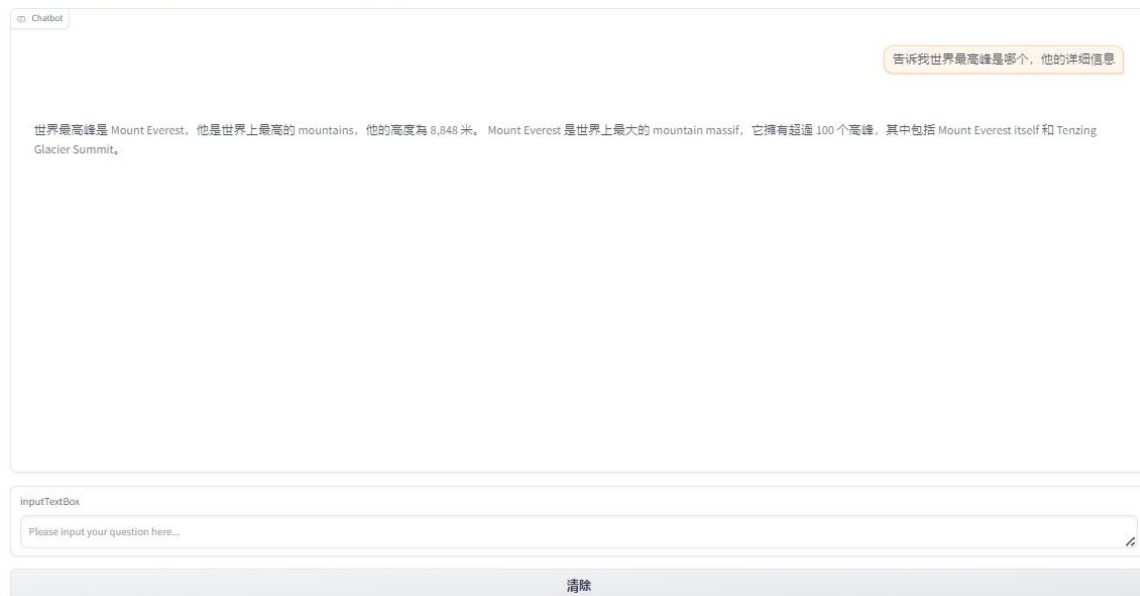 Chatbot
告诉我世界最高峰是哪个，他的详细信息
世界最高峰是 Mount Everest，他是世界上最高的 mountains，他的高度為 8,848 米。 Mount Everest 是世界上最大的 mountain massif，它擁有超過 100 个高峰，其中包括 Mount Everest itself 和 Tenzing
Glacier Summit。
inputTextBox
Please input your question here...
清除